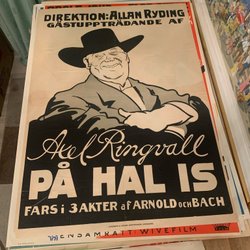 DIREKTION: ALLAN RYDING
GÄSTUPPTRÄDANDE AF
Axel Ringvall
PÅ HAL IS
FARS i 3 AKTER af ARNOLD och BACH
ENSAMRÄTT: WIVEFILM